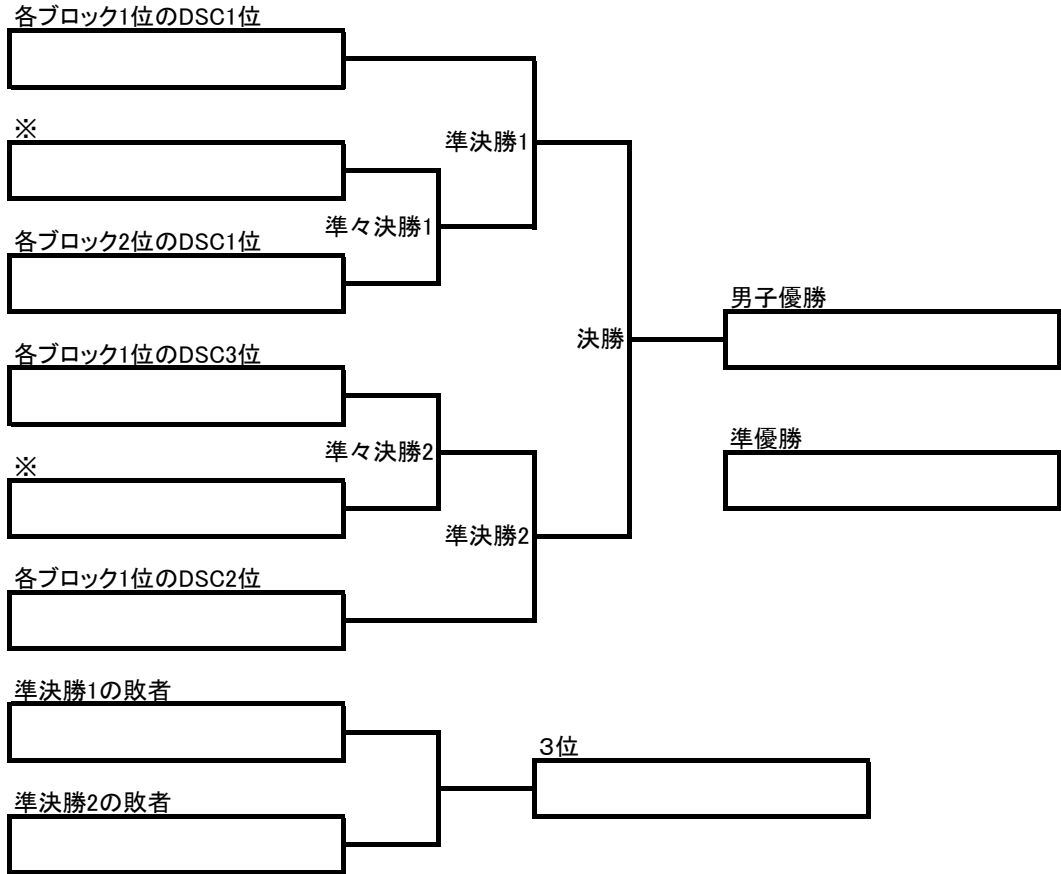 各ブロック1位のDSC1位
※
準決勝1
準々決勝1
各ブロック2位のDSC1位
男子優勝
決勝
各ブロック1位のDSC3位
準優勝
準々決勝2
※
準決勝2
各ブロック1位のDSC2位
準決勝1の敗者
３位
準決勝2の敗者